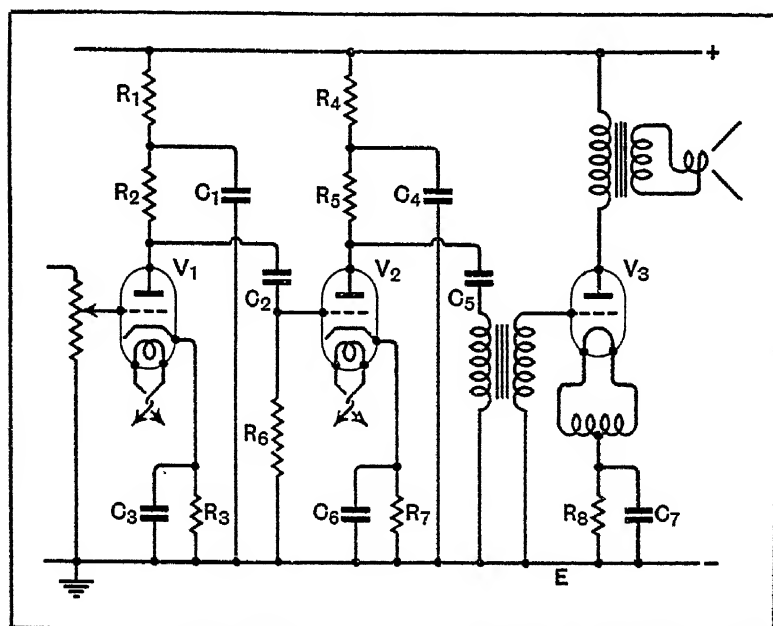 +
R₁
R₄
R₂
C₁
R₅
C₄
V₁
V₂
V₃
C₂
C₅
R₆
C₃
R₃
C₆
R₇
R₈
C₇
E
−